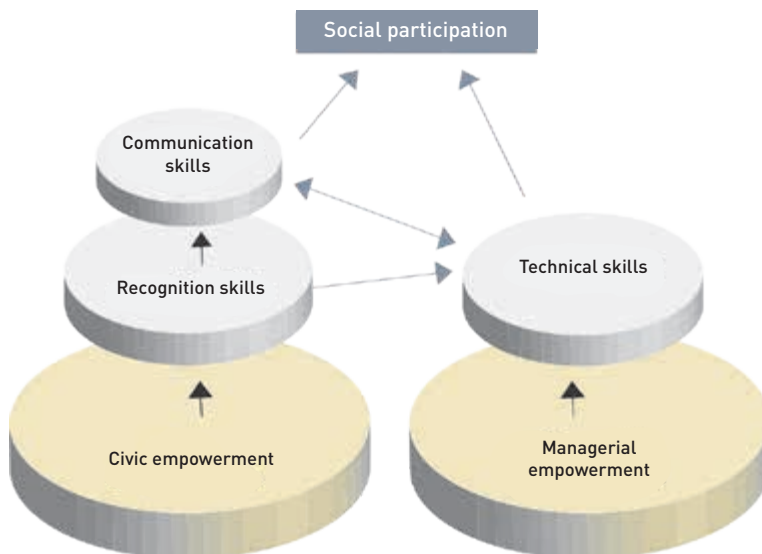 Social participation
Communication
skills
Recognition skills
Technical skills
Civic empowerment
Managerial
empowerment